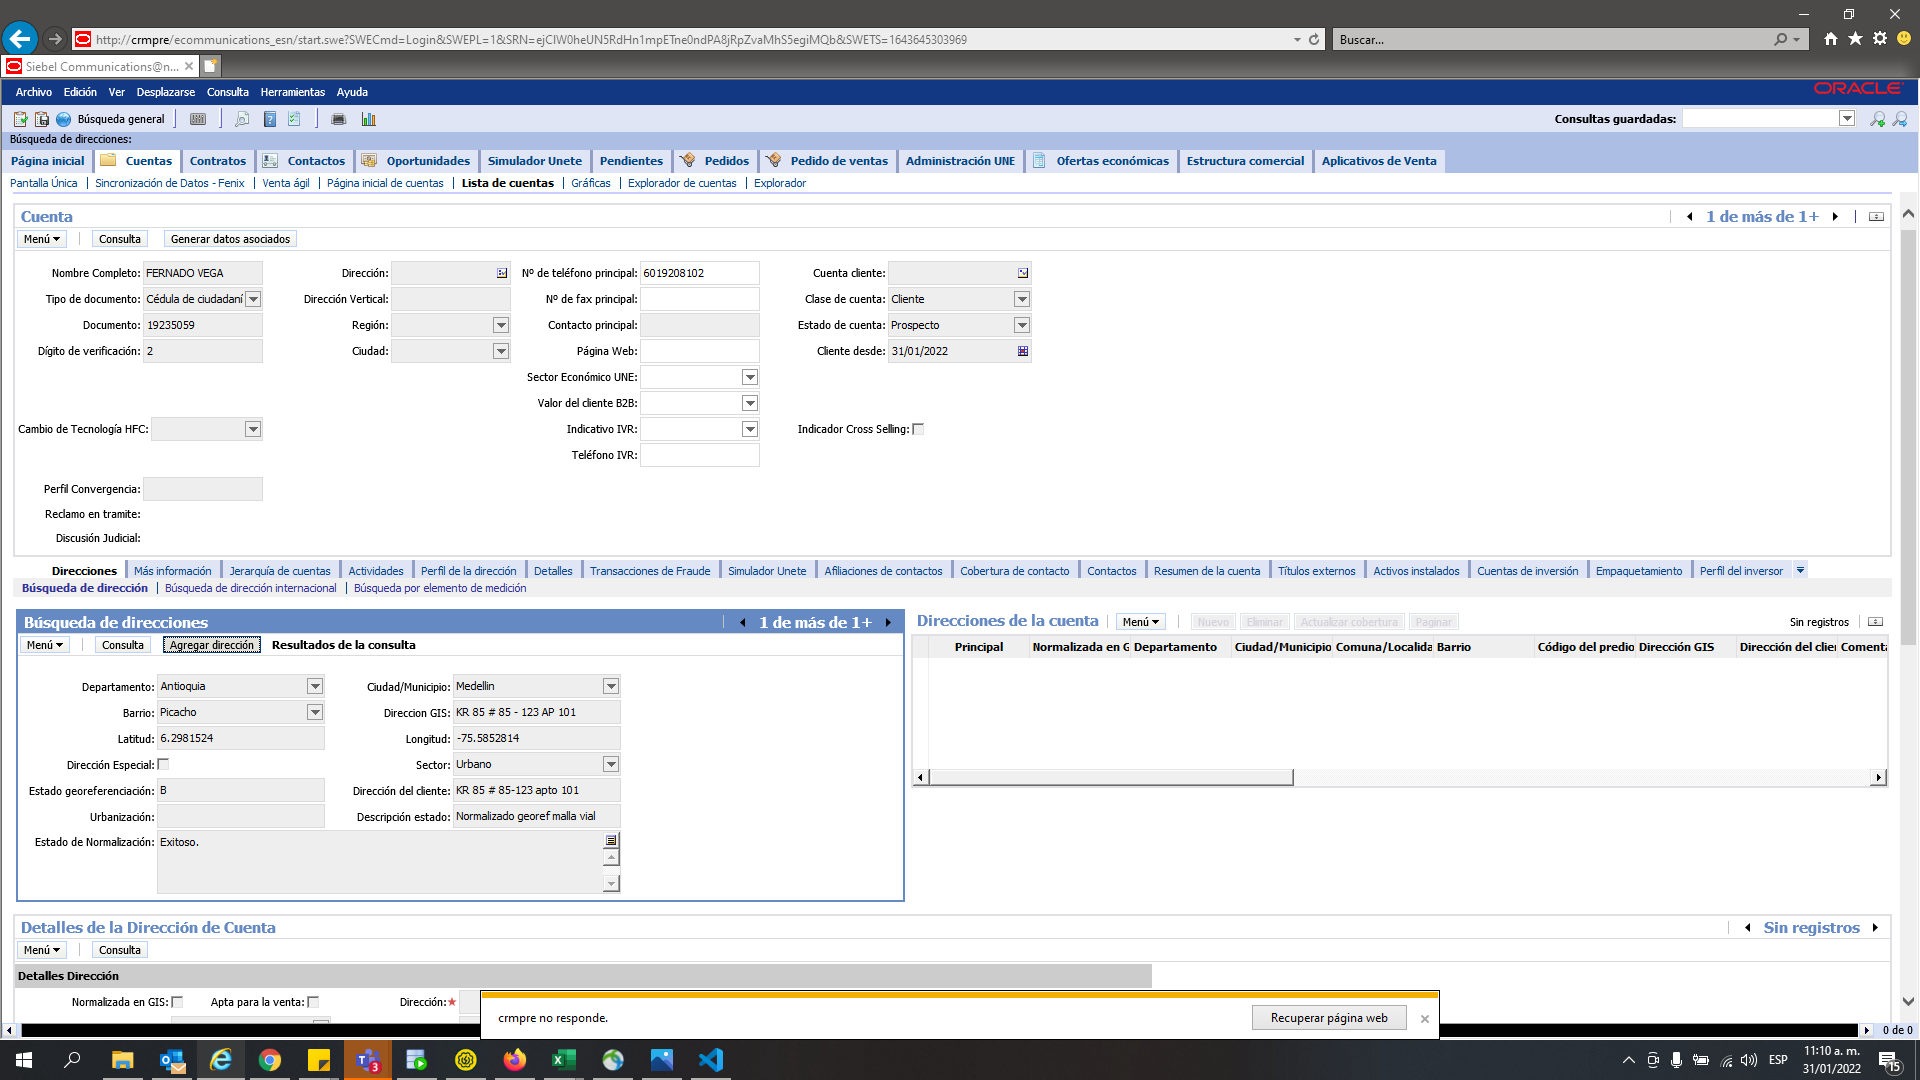 http://crmpre/ecommunications_esn/start.swe?SWECmd=Login&SWEPL=1&SRN=ejCIW0heUN5RdHn1mpETne0ndPA8jRpZvaMhS5egiMQb&SWETS=1643645303969
Buscar...
Siebel Communications@n...
Archivo Edición Ver Desplazarse Consulta Herramientas Ayuda
ORACLE
Búsqueda general
Consultas guardadas:
Búsqueda de direcciones:
Página inicial Cuentas Contratos Contactos Oportunidades Simulador Unete Pendientes Pedidos Pedido de ventas Administración UNE Ofertas económicas Estructura comercial Aplicativos de Venta
Pantalla Única Sincronización de Datos - Fenix Venta ágil Página inicial de cuentas Lista de cuentas Gráficas Explorador de cuentas Explorador
Cuenta
1 de más de 1+
Menú Consulta Generar datos asociados
Nombre Completo: FERNADO VEGA Dirección: Nº de teléfono principal: 6019208102 Cuenta cliente:
Tipo de documento: Cédula de ciudadaní Dirección Vertical: Nº de fax principal: Clase de cuenta: Cliente
Documento: 19235059 Región: Contacto principal: Estado de cuenta: Prospecto
Dígito de verificación: 2 Ciudad: Página Web: Cliente desde: 31/01/2022
Sector Económico UNE:
Valor del cliente B2B:
Cambio de Tecnología HFC: Indicativo IVR: Indicador Cross Selling:
Teléfono IVR:
Perfil Convergencia:
Reclamo en tramite:
Discusión Judicial:
Direcciones Más información Jerarquía de cuentas Actividades Perfil de la dirección Detalles Transacciones de Fraude Simulador Unete Afiliaciones de contactos Cobertura de contacto Contactos Resumen de la cuenta Títulos externos Activos instalados Cuentas de inversión Empaquetamiento Perfil del inversor
Búsqueda de dirección Búsqueda de dirección internacional Búsqueda por elemento de medición
Búsqueda de direcciones
1 de más de 1+
Menú Consulta Agregar dirección Resultados de la consulta
Departamento: Antioquia Ciudad/Municipio: Medellin
Barrio: Picacho Direccion GIS: KR 85 # 85 - 123 AP 101
Latitud: 6.2981524 Longitud: -75.5852814
Dirección Especial: Sector: Urbano
Estado georeferenciación: B Dirección del cliente: KR 85 # 85-123 apto 101
Urbanización: Descripción estado: Normalizado georef malla vial
Estado de Normalización: Exitoso.
Direcciones de la cuenta Menú Nuevo Eliminar Actualizar cobertura Paginar Sin registros
Principal Normalizada en G Departamento Ciudad/Municipio Comuna/Localida Barrio Código del predio Dirección GIS Dirección del clie Comenta
Detalles de la Dirección de Cuenta
Sin registros
Menú Consulta
Detalles Dirección
Normalizada en GIS: Apta para la venta: Dirección:*
crmpre no responde.
Recuperar página web
0 de 0
3
ESP
11:10 a. m.
31/01/2022
15